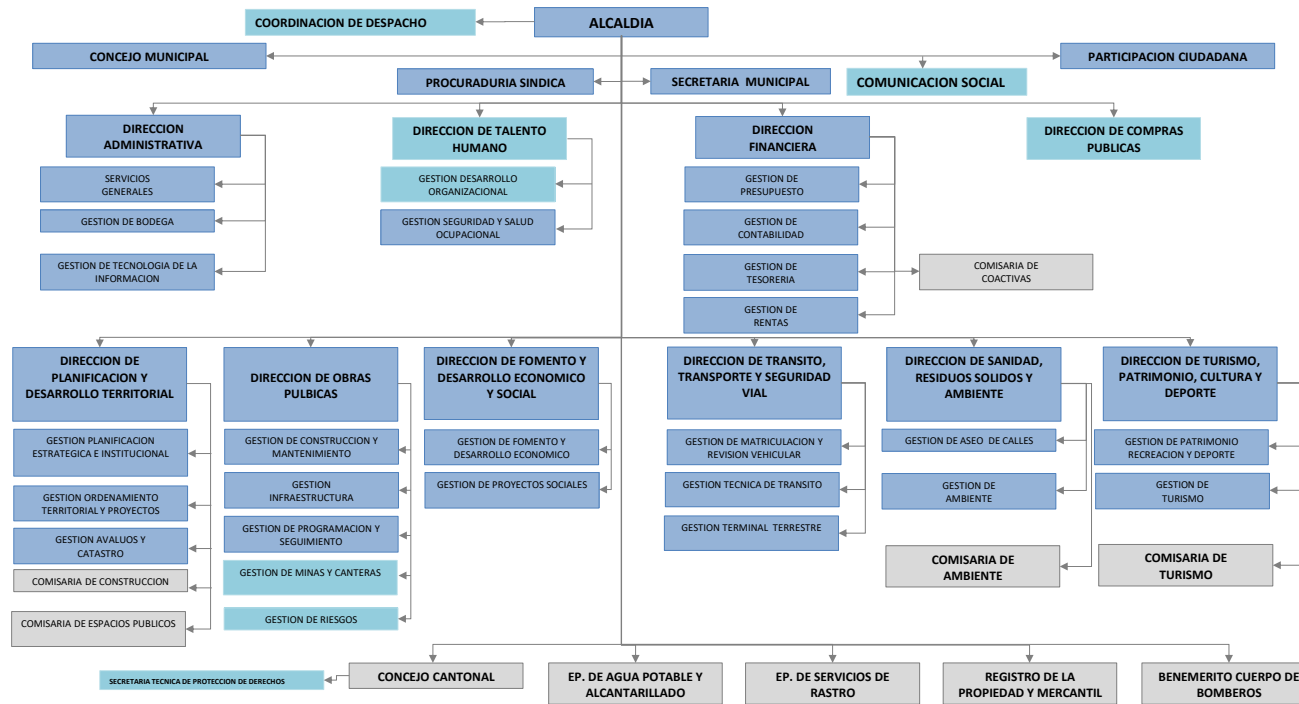 COORDINACION DE DESPACHO
ALCALDIA
CONCEJO MUNICIPAL
PARTICIPACION CIUDADANA
PROCURADURIA SINDICA
SECRETARIA MUNICIPAL
COMUNICACION SOCIAL
DIRECCION
ADMINISTRATIVA
SERVICIOS
GENERALES
GESTION DE BODEGA
GESTION DE TECNOLOGIA DE LA
INFORMACION
DIRECCION DE TALENTO
HUMANO
GESTION DESARROLLO
ORGANIZACIONAL
GESTION SEGURIDAD Y SALUD
OCUPACIONAL
DIRECCION
FINANCIERA
GESTION DE
PRESUPUESTO
GESTION DE
CONTABILIDAD
GESTION DE
TESORERIA
GESTION DE
RENTAS
COMISARIA DE
COACTIVAS
DIRECCION DE COMPRAS
PUBLICAS
DIRECCION DE
PLANIFICACION Y
DESARROLLO TERRITORIAL
GESTION PLANIFICACION
ESTRATEGICA E INSTITUCIONAL
GESTION ORDENAMIENTO
TERRITORIAL Y PROYECTOS
GESTION AVALUOS Y
CATASTRO
COMISARIA DE CONSTRUCCION
COMISARIA DE ESPACIOS PUBLICOS
DIRECCION DE OBRAS
PULBICAS
GESTION DE CONSTRUCCION Y
MANTENIMIENTO
GESTION
INFRAESTRUCTURA
GESTION DE PROGRAMACION Y
SEGUIMIENTO
GESTION DE MINAS Y CANTERAS
GESTION DE RIESGOS
DIRECCION DE FOMENTO Y
DESARROLLO ECONOMICO
Y SOCIAL
GESTION DE FOMENTO Y
DESARROLLO ECONOMICO
GESTION DE PROYECTOS SOCIALES
DIRECCION DE TRANSITO,
TRANSPORTE Y SEGURIDAD
VIAL
GESTION DE MATRICULACION Y
REVISION VEHICULAR
GESTION TECNICA DE TRANSITO
GESTION TERMINAL TERRESTRE
DIRECCION DE SANIDAD,
RESIDUOS SOLIDOS Y
AMBIENTE
GESTION DE ASEO DE CALLES
GESTION DE
AMBIENTE
COMISARIA DE
AMBIENTE
DIRECCION DE TURISMO,
PATRIMONIO, CULTURA Y
DEPORTE
GESTION DE PATRIMONIO
RECREACION Y DEPORTE
GESTION DE
TURISMO
COMISARIA DE
TURISMO
SECRETARIA TECNICA DE PROTECCION DE DERECHOS
CONCEJO CANTONAL
EP. DE AGUA POTABLE Y
ALCANTARILLADO
EP. DE SERVICIOS DE
RASTRO
REGISTRO DE LA
PROPIEDAD Y MERCANTIL
BENEMERITO CUERPO DE
BOMBEROS